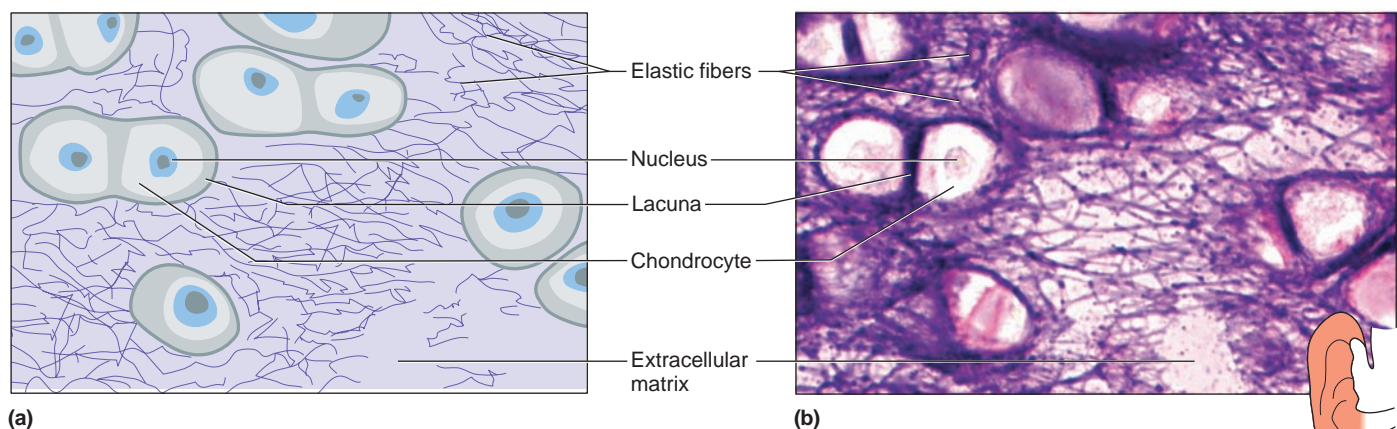 Elastic fibers
Nucleus
Lacuna
Chondrocyte
Extracellular
matrix
(a)
(b)